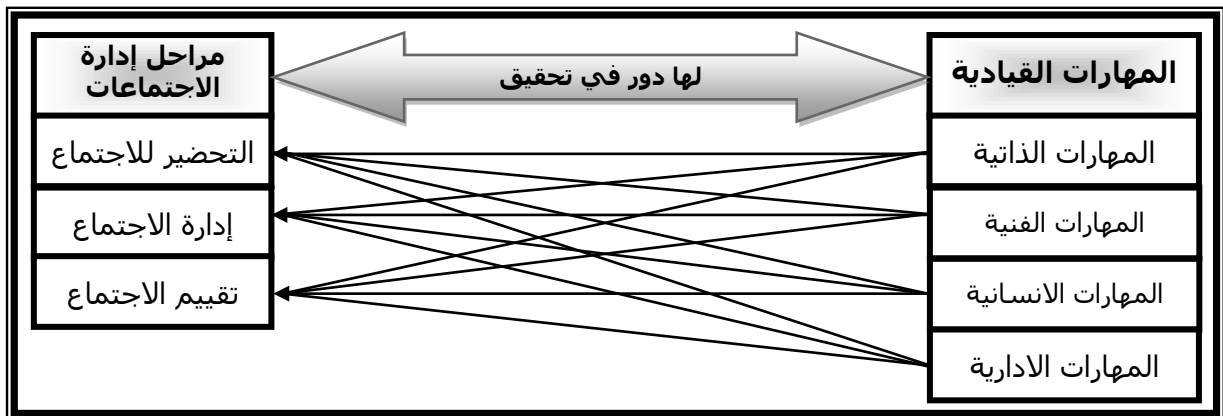 المهارات القيادية
المهارات الذاتية
المهارات الفنية
المهارات الانسانية
المهارات الادارية
لها دور في تحقيق
مراحل إدارة
الاجتماعات
التحضير للاجتماع
إدارة الاجتماع
تقييم الاجتماع